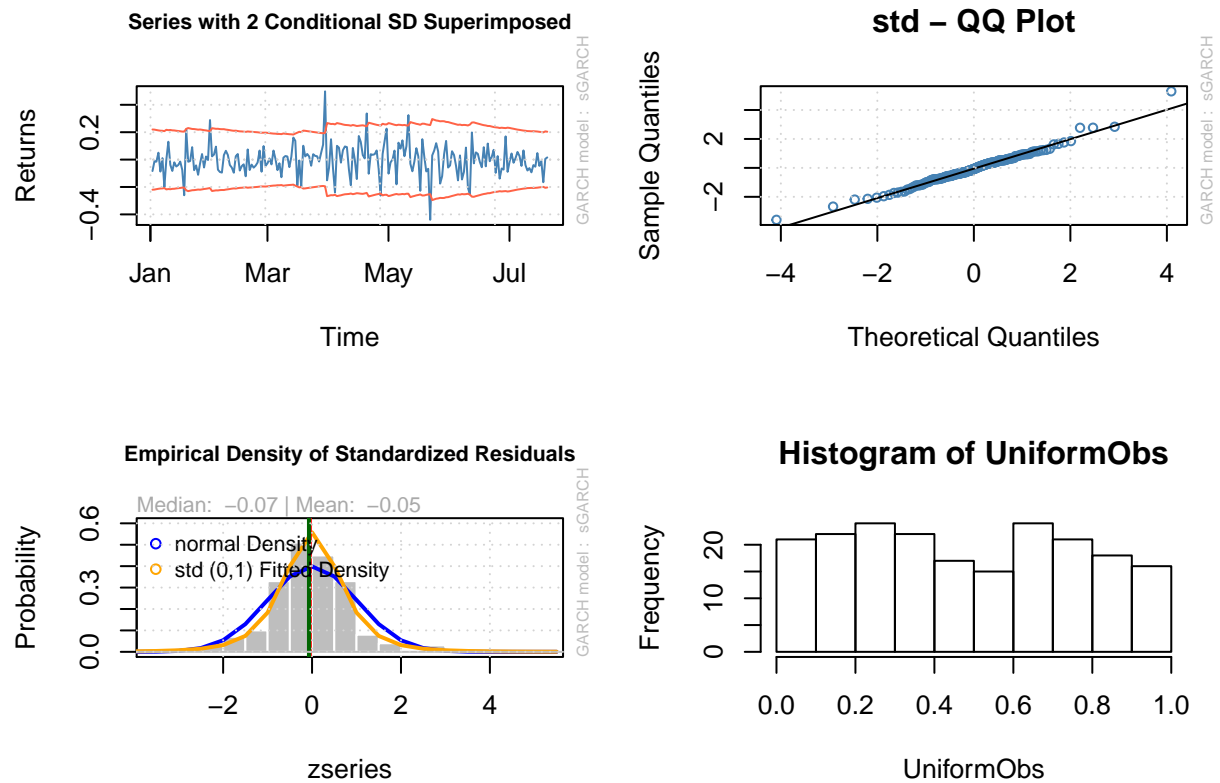 Series with 2 Conditional SD Superimposed
GARCH model :  sGARCH
Returns
0.2
−0.4
Jan
Mar
May
Jul
Time
std − QQ Plot
GARCH model :  sGARCH
Sample Quantiles
2
−2
−4
−2
0
2
4
Theoretical Quantiles
Empirical Density of Standardized Residuals
Median:  −0.07 | Mean:  −0.05
GARCH model :  sGARCH
normal Density
std (0,1) Fitted Density
Probability
0.6
0.3
0.0
−2
0
2
4
zseries
Histogram of UniformObs
Frequency
20
10
0
0.0
0.2
0.4
0.6
0.8
1.0
UniformObs